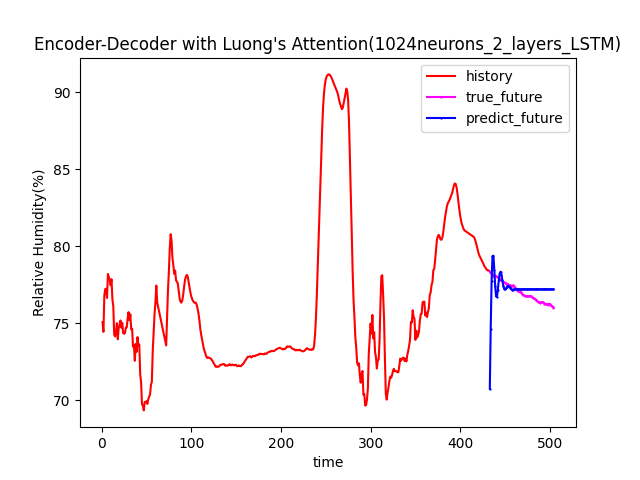 Encoder-Decoder with Luong's Attention(1024neurons_2_layers_LSTM)
history
true_future
predict_future
Relative Humidity(%)
90
85
80
75
70
0 100 200 300 400 500
time